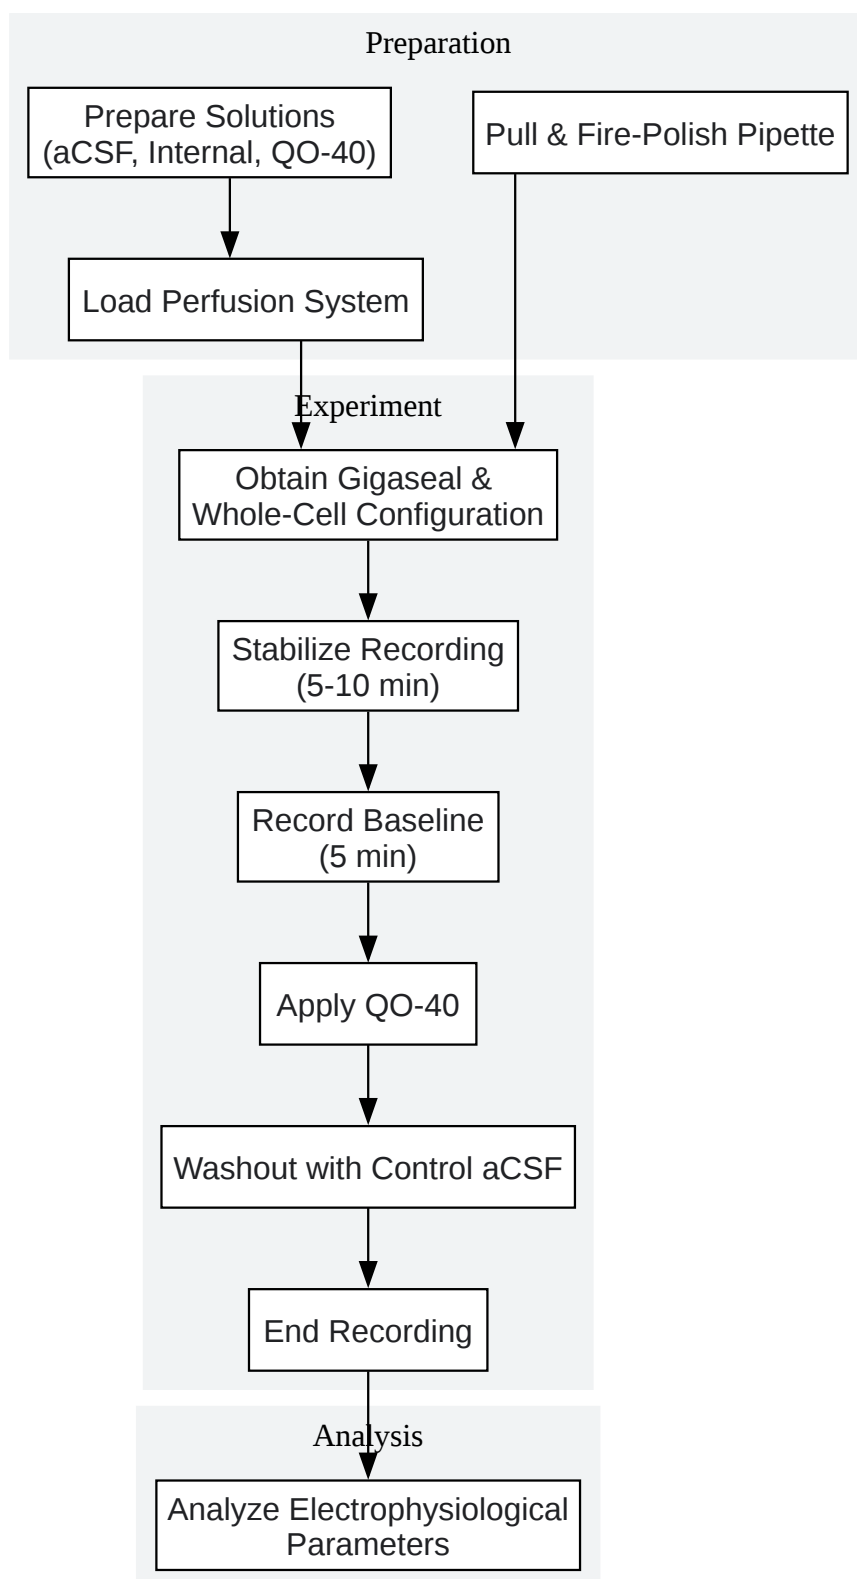 Preparation
Prepare Solutions
(aCSF, Internal, QO-40)
Pull & Fire-Polish Pipette
Load Perfusion System
Experiment
Obtain Gigaseal &
Whole-Cell Configuration
Stabilize Recording
(5-10 min)
Record Baseline
(5 min)
Apply QO-40
Washout with Control aCSF
End Recording
Analysis
Analyze Electrophysiological
Parameters